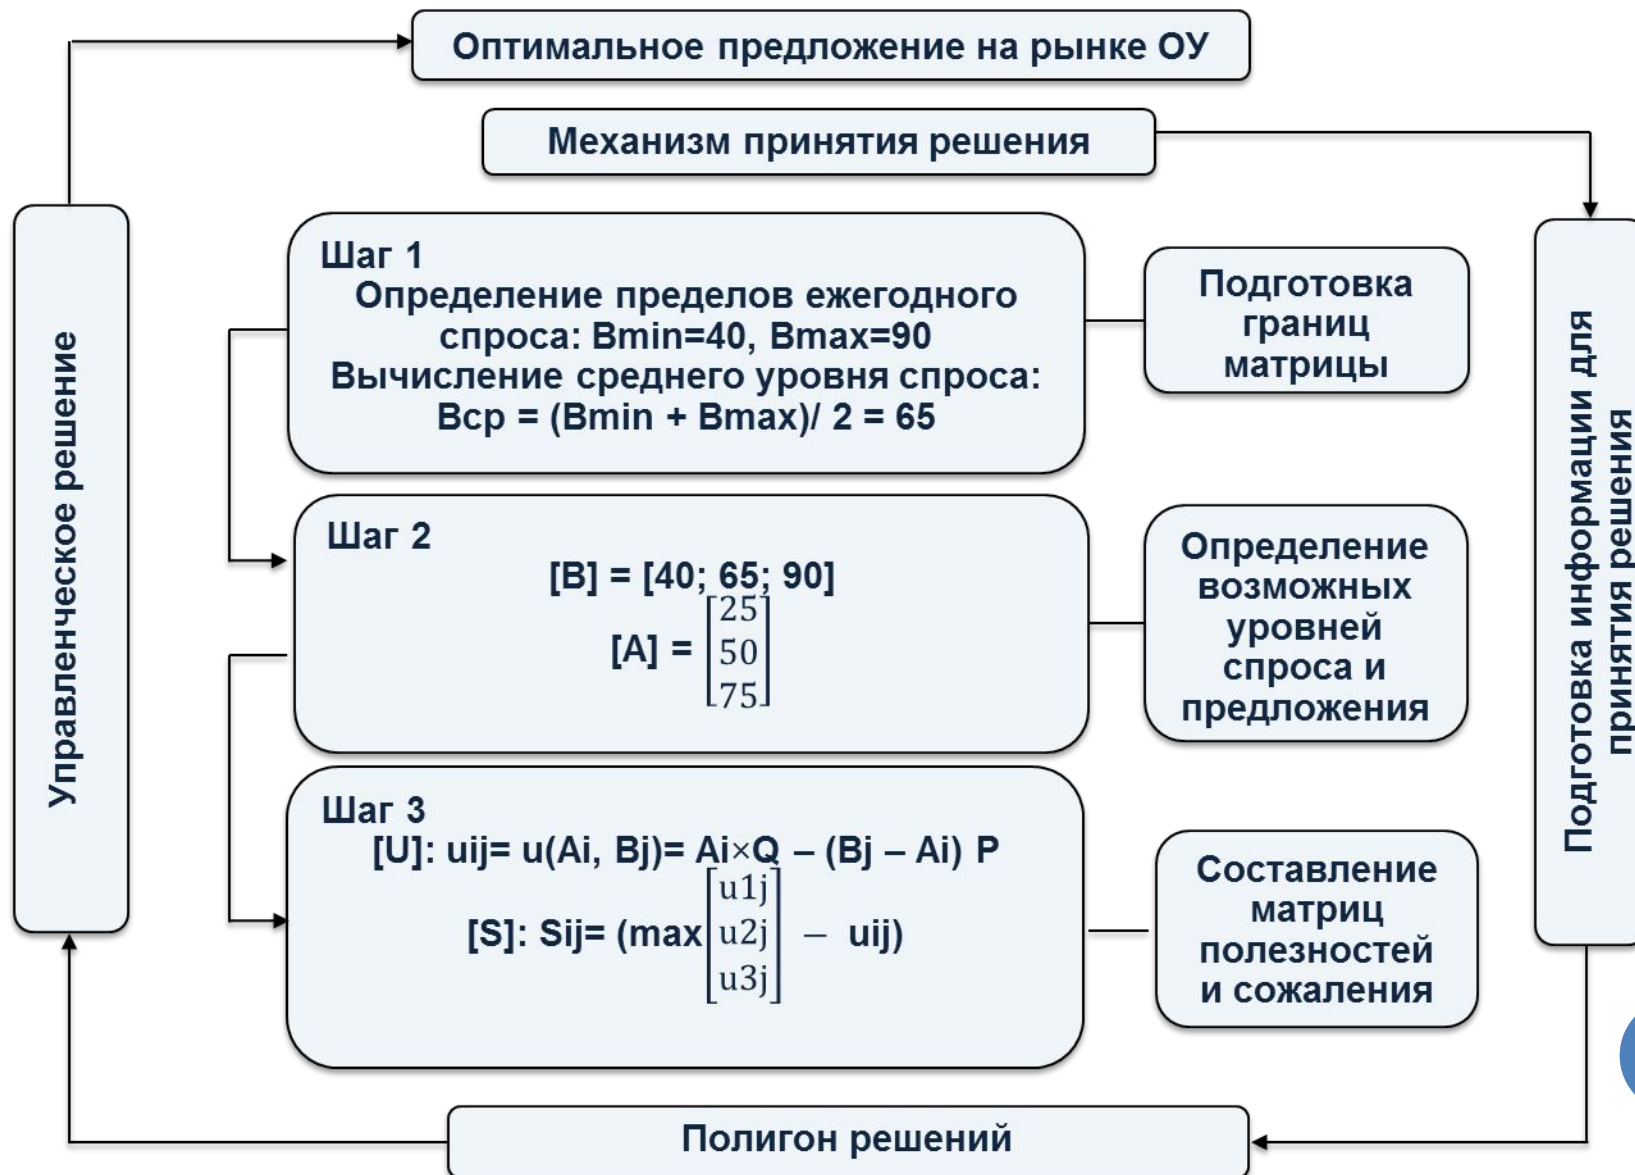 Оптимальное предложение на рынке ОУ
Механизм принятия решения
Управленческое решение
Шаг 1
Определение пределов ежегодного
спроса: Bmin=40, Bmax=90
Вычисление среднего уровня спроса:
Вср = (Bmin + Bmax)/ 2 = 65
Подготовка
границ
матрицы
Шаг 2
[B] = [40; 65; 90]
[A] = [25
50
75]
Определение
возможных
уровней
спроса и
предложения
Шаг 3
[U]: uij= u(Ai, Bj)= Ai×Q – (Bj – Ai) P
[S]: Sij= (max[u1j
u2j
u3j] − uij)
Составление
матриц
полезностей
и сожаления
Подготовка информации для
принятия решения
Полигон решений